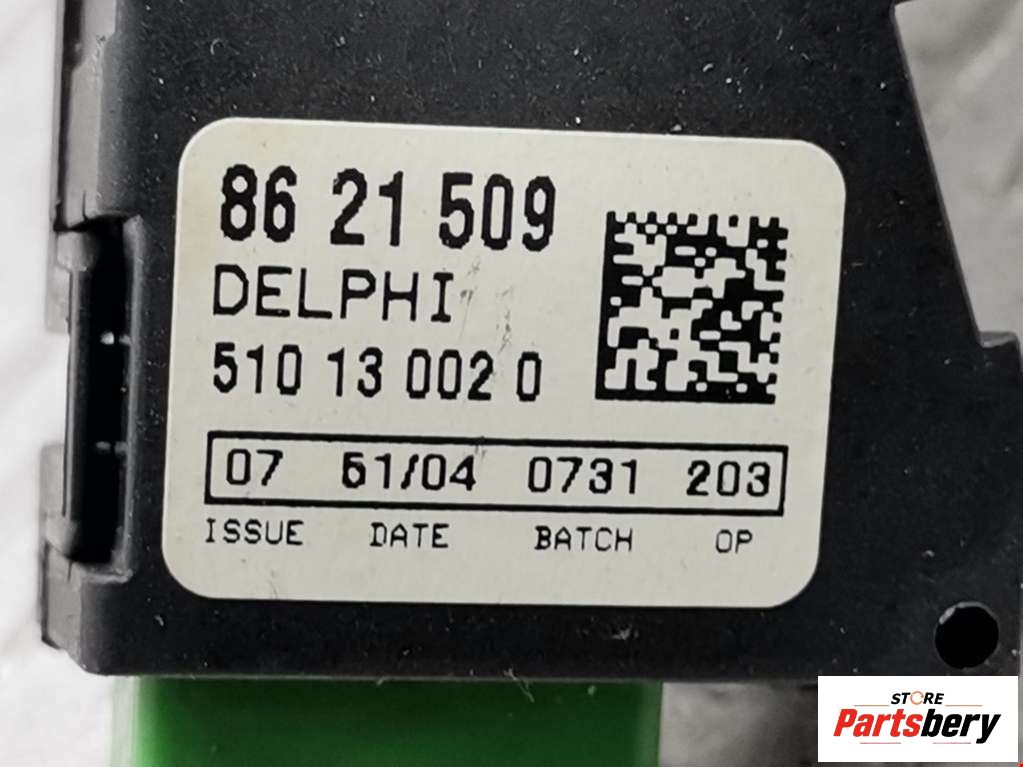 86 21 509
DELPHI
510 13 002 0
07 51/04 0731 203
ISSUE DATE BATCH OP
STORE
Partsbery